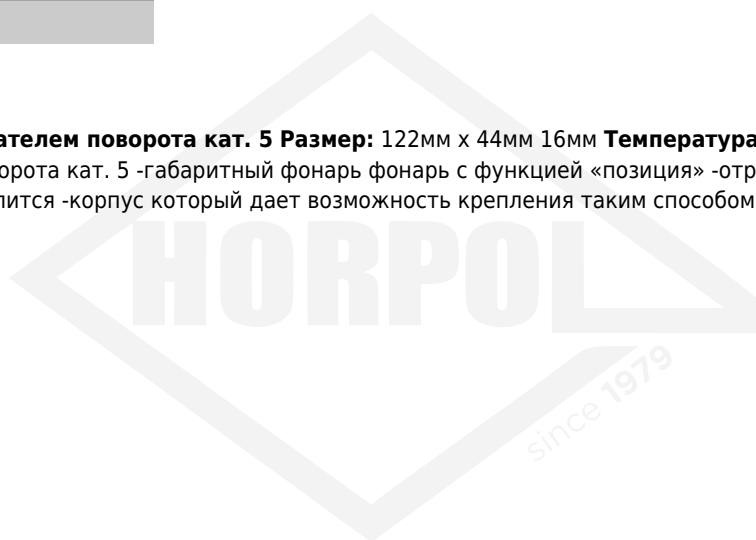 ателем поворота кат. 5 Размер: 122мм x 44мм 16мм Температура
орота кат. 5 -габаритный фонарь фонарь с функцией «позиция» -отр
пится -корпус который дает возможность крепления таким способом
HORPOL
since 1979